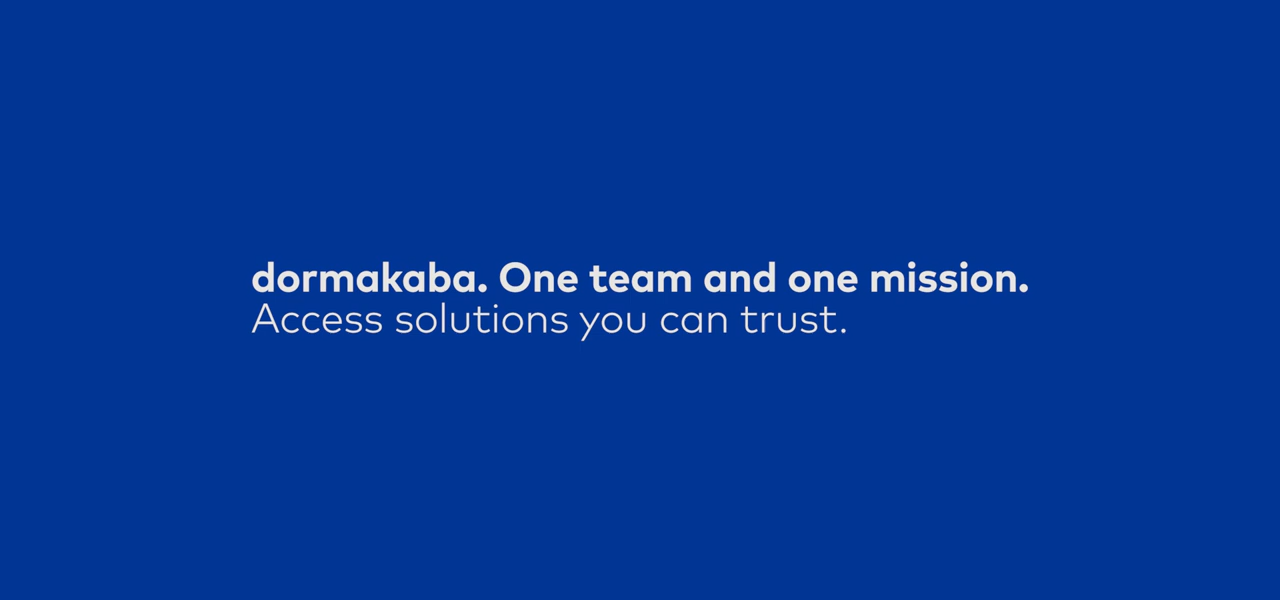 dormakaba. One team and one mission.
Access solutions you can trust.